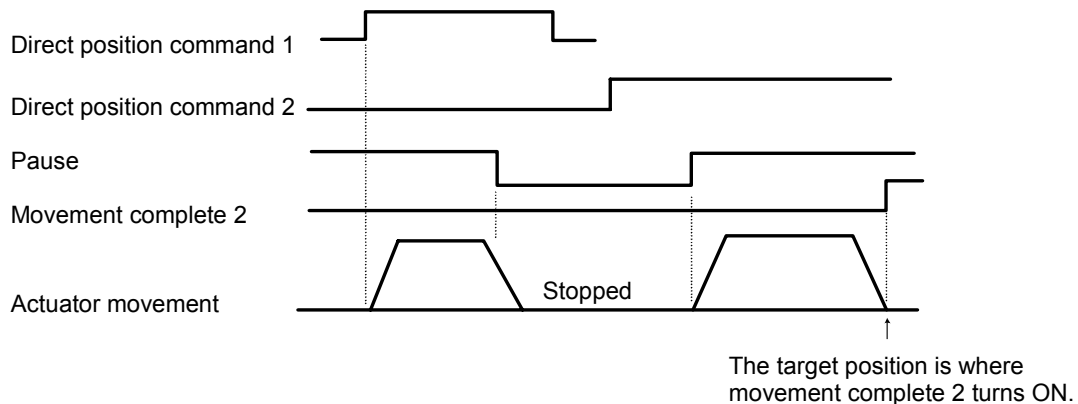 Direct position command 1
Direct position command 2
Pause
Movement complete 2
Actuator movement
Stopped
The target position is where
movement complete 2 turns ON.